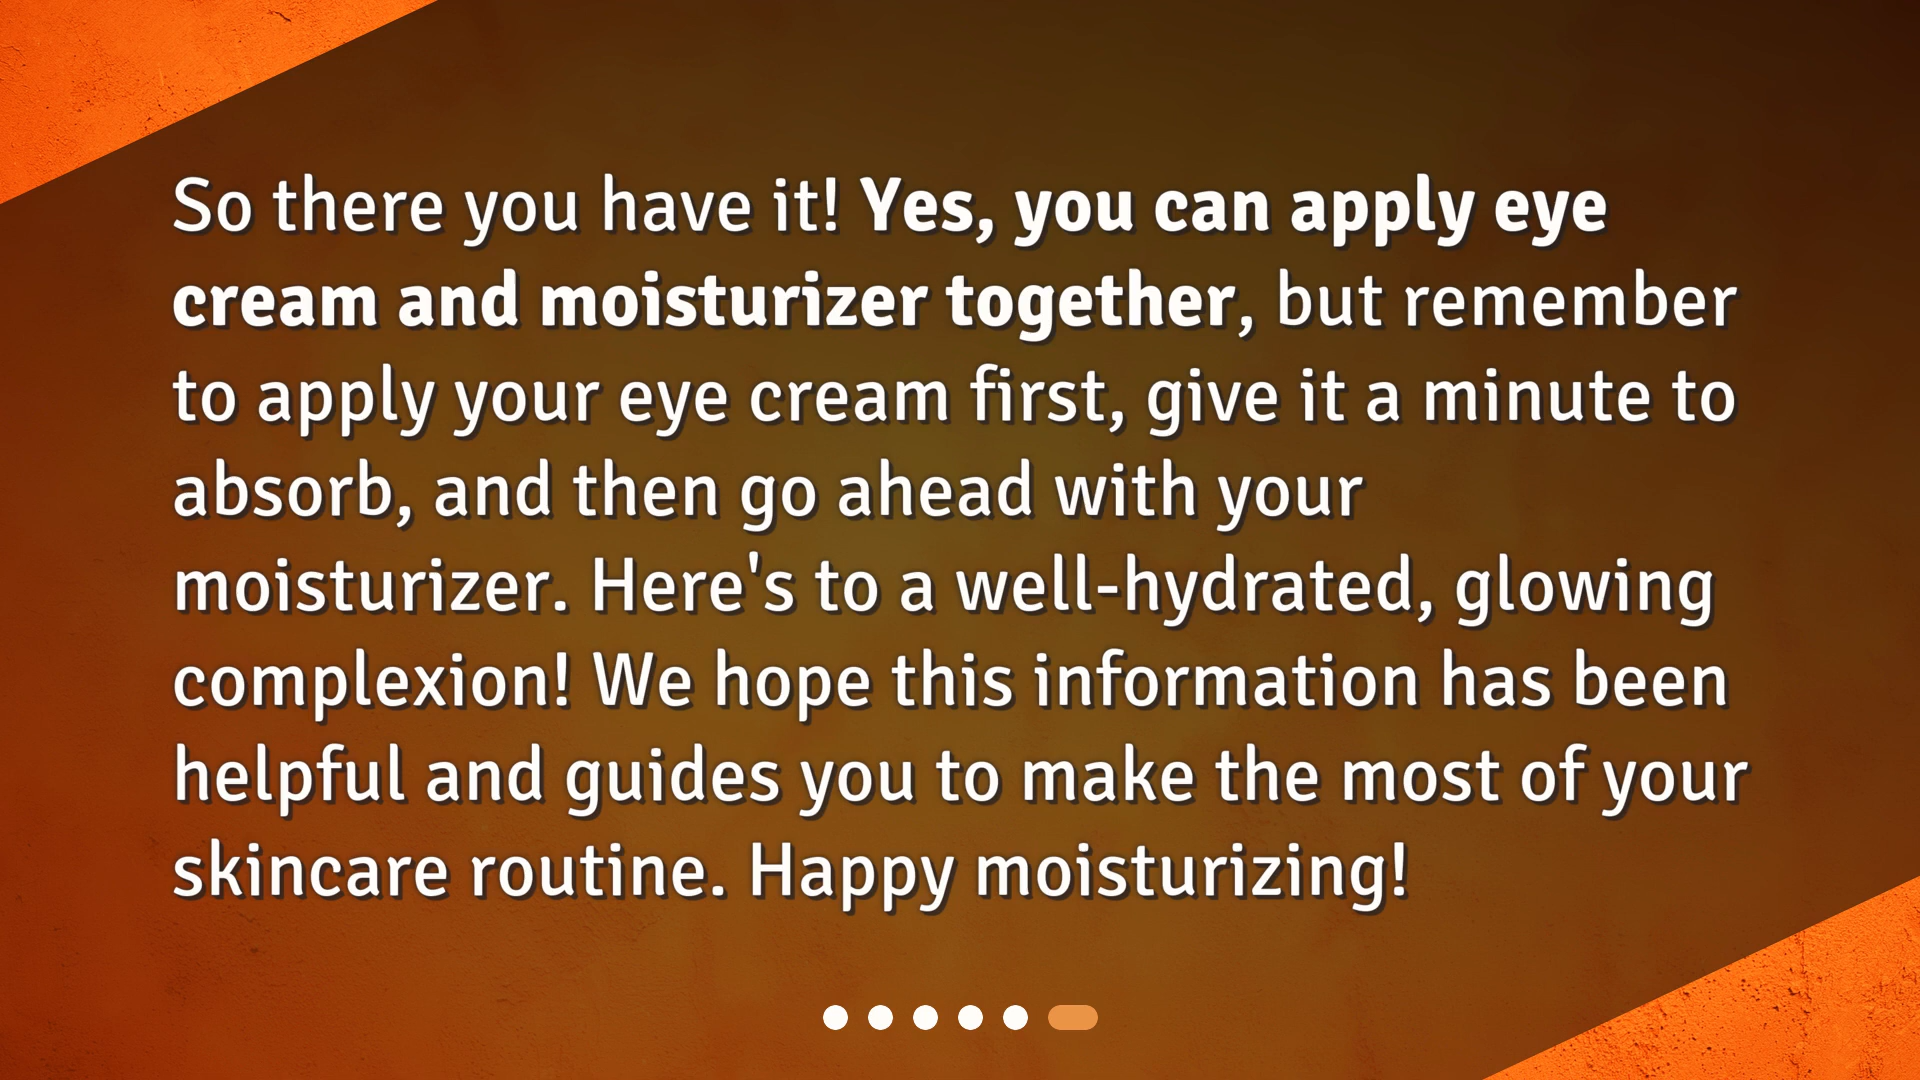 So there you have it! Yes, you can apply eye
cream and moisturizer together, but remember
to apply your eye cream first, give it a minute to
absorb, and then go ahead with your
moisturizer. Here's to a well-hydrated, glowing
complexion! We hope this information has been
helpful and guides you to make the most of your
skincare routine. Happy moisturizing!